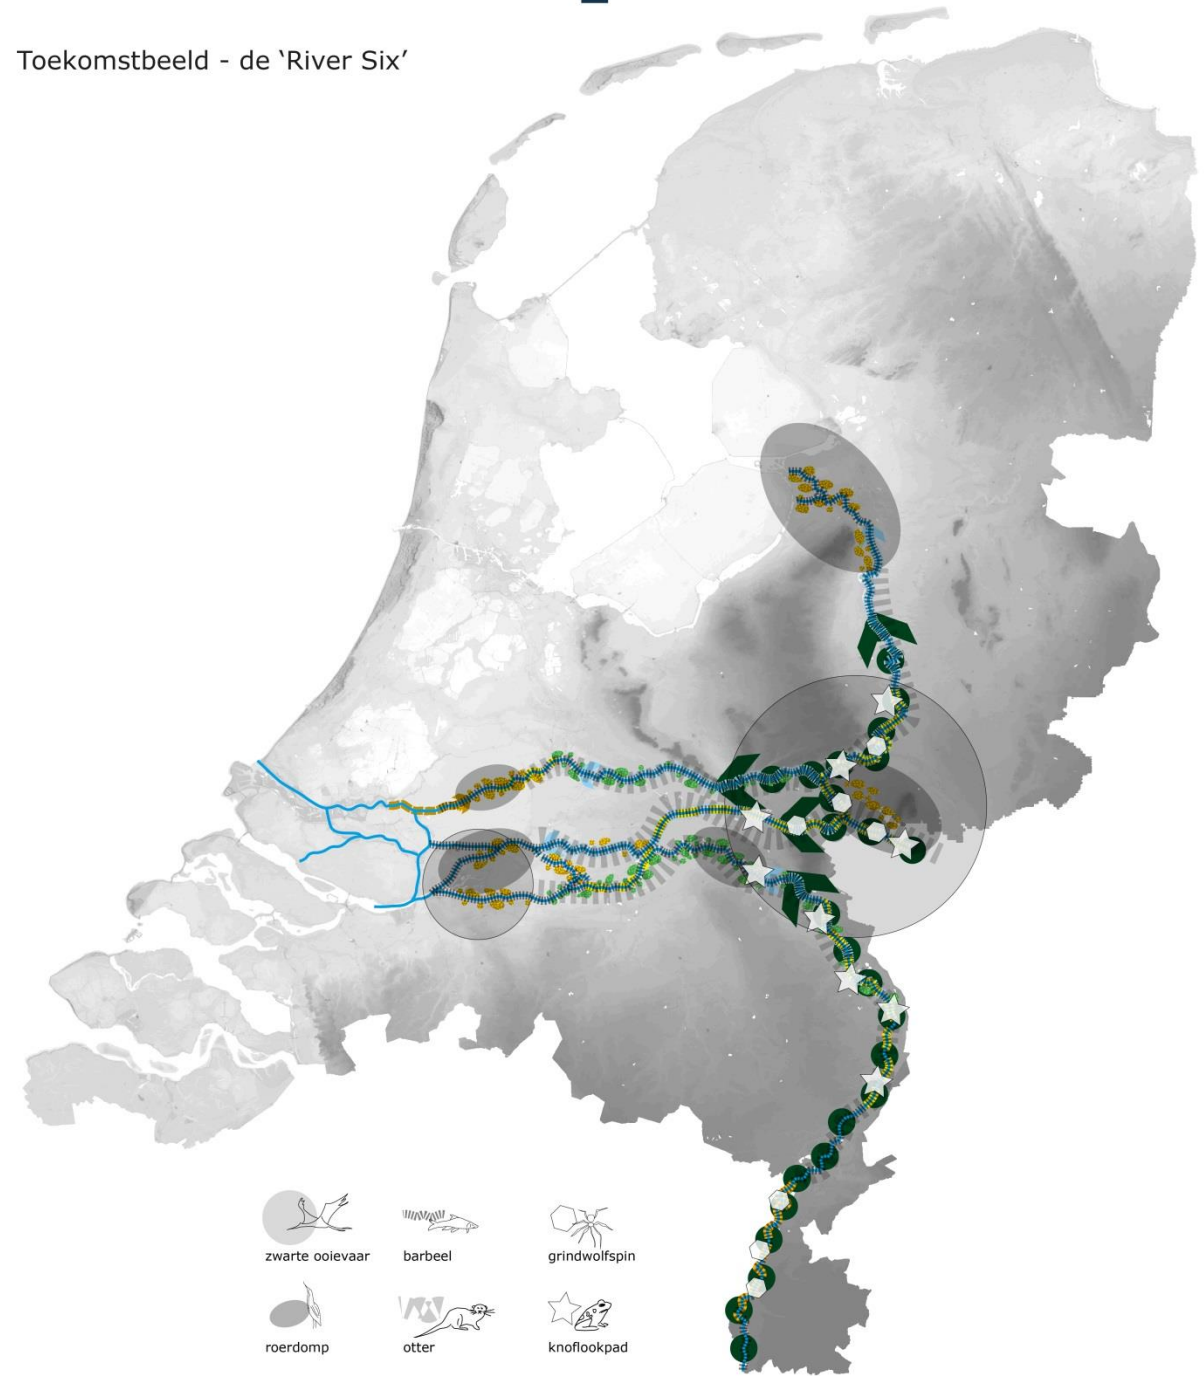 Toekomstbeeld - de ‘River Six’
zwarte ooievaar
barbeel
grindwolfspin
roerdomp
otter
knoflookpad